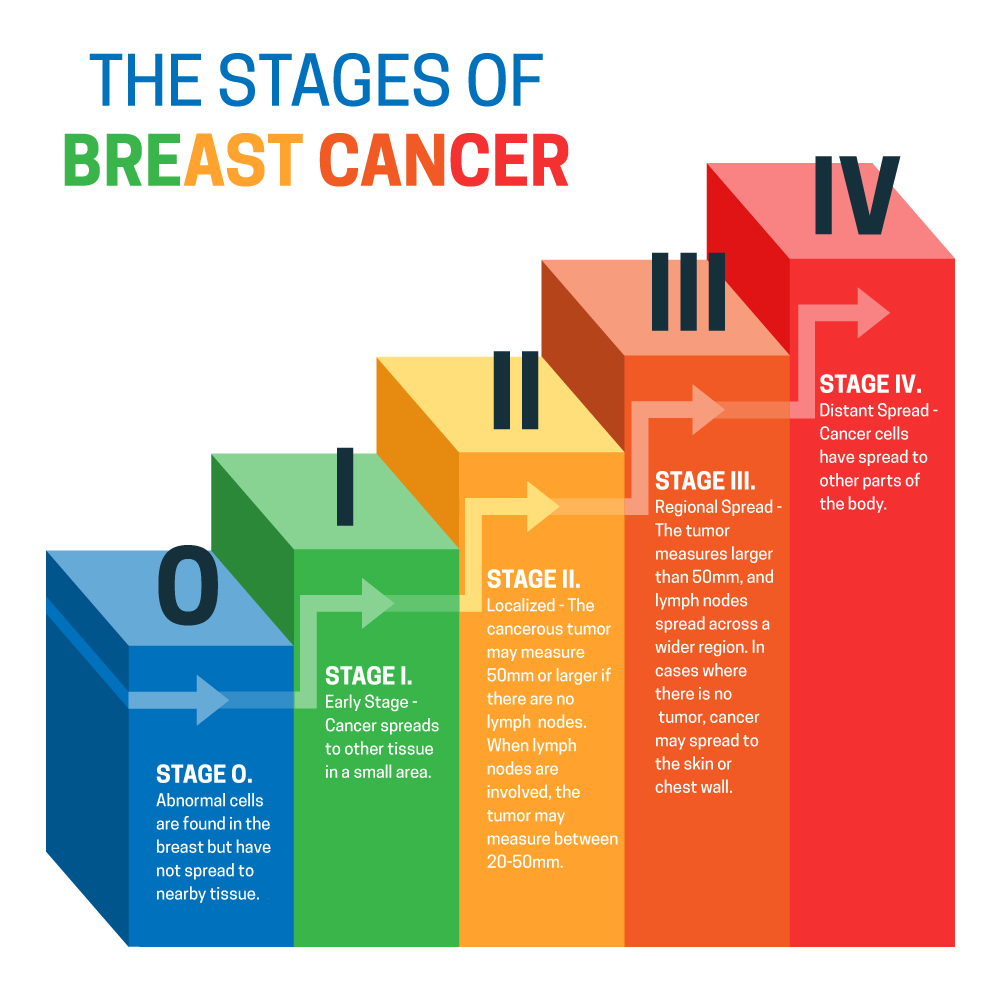 THE STAGES OF
BREAST CANCER
0
I
II
III
IV
STAGE 0.
Abnormal cells
are found in the
breast but have
not spread to
nearby tissue.
STAGE I.
Early Stage -
Cancer spreads
to other tissue
in a small area.
STAGE II.
Localized - The
cancerous tumor
may measure
50mm or larger if
there are no
lymph nodes.
When lymph
nodes are
involved, the
tumor may
measure between
20-50mm.
STAGE III.
Regional Spread -
The tumor
measures larger
than 50mm, and
lymph nodes
spread across a
wider region. In
cases where
there is no
tumor, cancer
may spread to
the skin or
chest wall.
STAGE IV.
Distant Spread -
Cancer cells
have spread to
other parts of
the body.